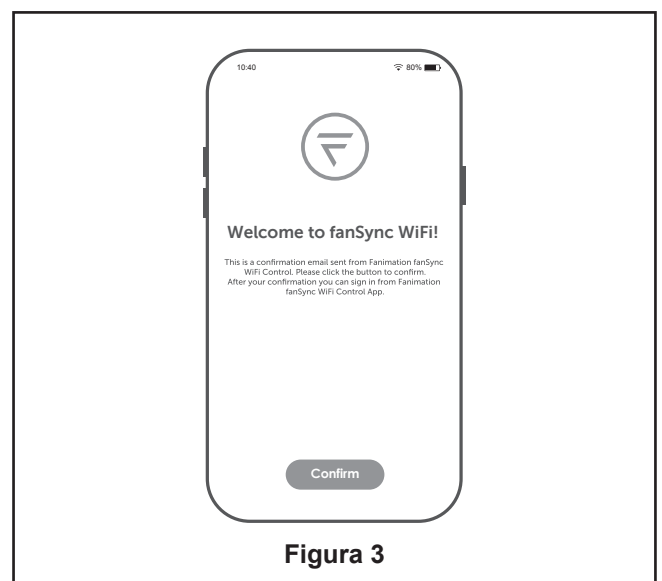 10:40 80%
Welcome to fanSync WiFi!
This is a confirmation email sent from Fanimation fanSync
WiFi Control. Please click the button to confirm.
After your confirmation you can sign in from Fanimation
fanSync WiFi Control App.
Confirm
Figura 3